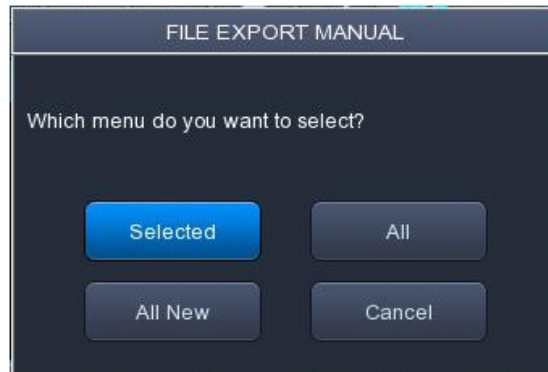 FILE EXPORT MANUAL
Which menu do you want to select?
Selected
All
All New
Cancel